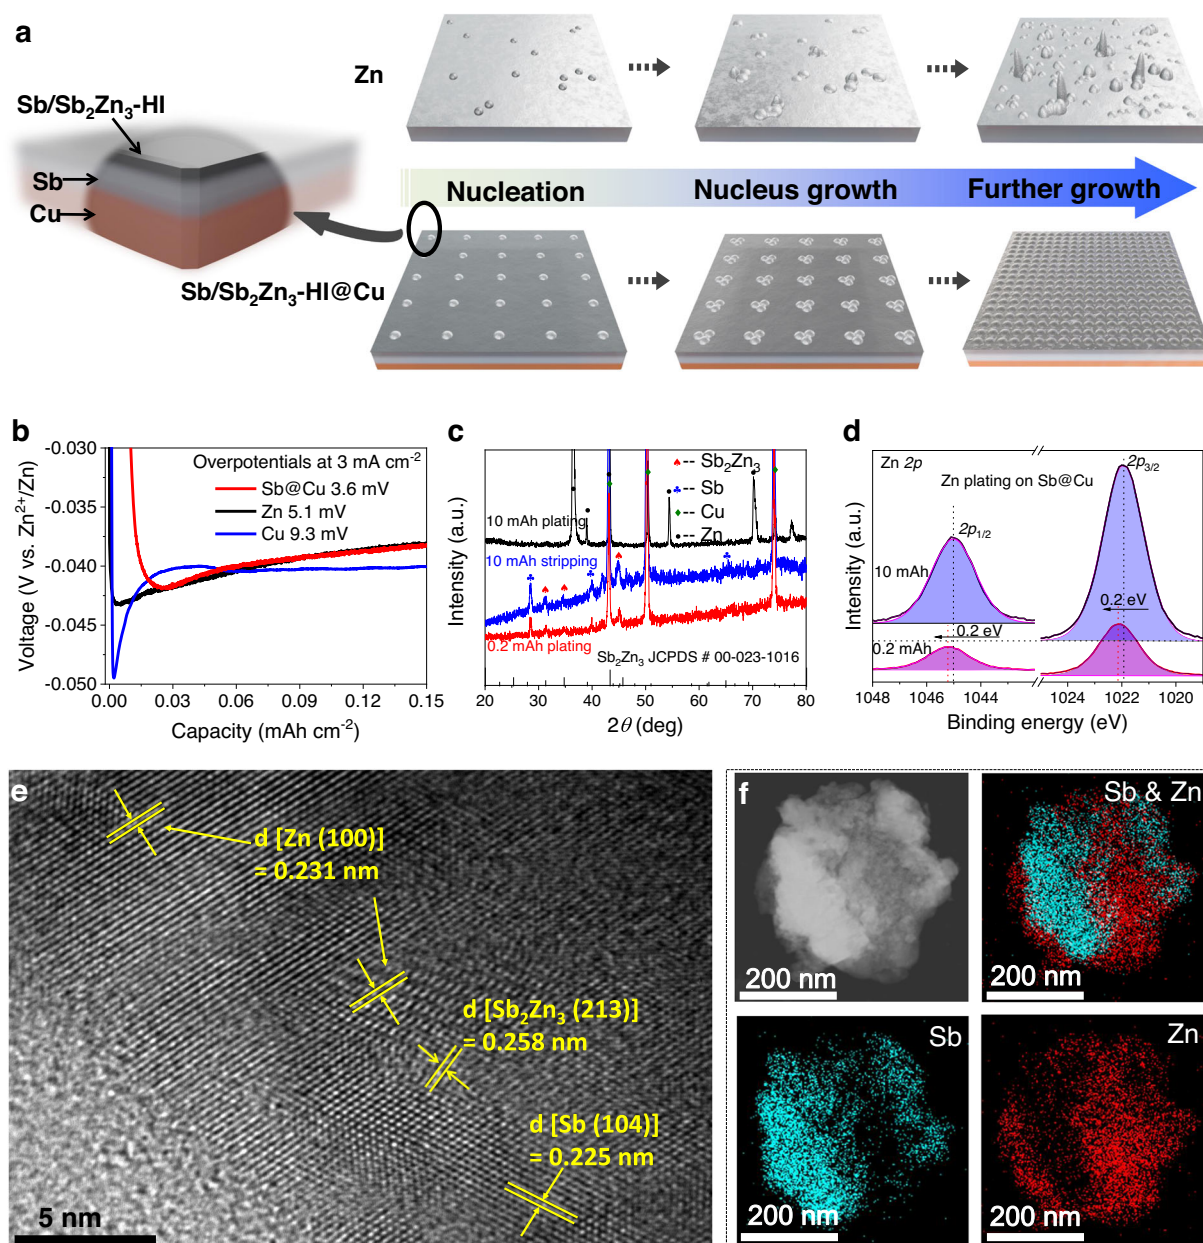 a
Zn
Sb/Sb₂Zn₃-HI
Sb
Cu
Nucleation
Nucleus growth
Further growth
Sb/Sb₂Zn₃-HI@Cu
b
-0.030
-0.035
-0.040
-0.045
-0.050
Voltage (V vs. Zn²⁺/Zn)
Overpotentials at 3 mA cm⁻²
Sb@Cu 3.6 mV
Zn 5.1 mV
Cu 9.3 mV
0.00 0.03 0.06 0.09 0.12 0.15
Capacity (mAh cm⁻²)
c
Intensity (a.u.)
♠-- Sb₂Zn₃
♣-- Sb
♦-- Cu
●-- Zn
10 mAh plating
10 mAh stripping
0.2 mAh plating
Sb₂Zn₃ JCPDS # 00-023-1016
20 30 40 50 60 70 80
2θ (deg)
d
Intensity (a.u.)
Zn 2p
2p₃/₂
Zn plating on Sb@Cu
2p₁/₂
10 mAh
0.2 eV
0.2 eV
0.2 mAh
1048 1044 1024 1022 1020
Binding energy (eV)
e
d [Zn (100)]
= 0.231 nm
d [Sb₂Zn₃ (213)]
= 0.258 nm
d [Sb (104)]
= 0.225 nm
5 nm
f
200 nm
Sb & Zn
200 nm
Sb
200 nm
Zn
200 nm